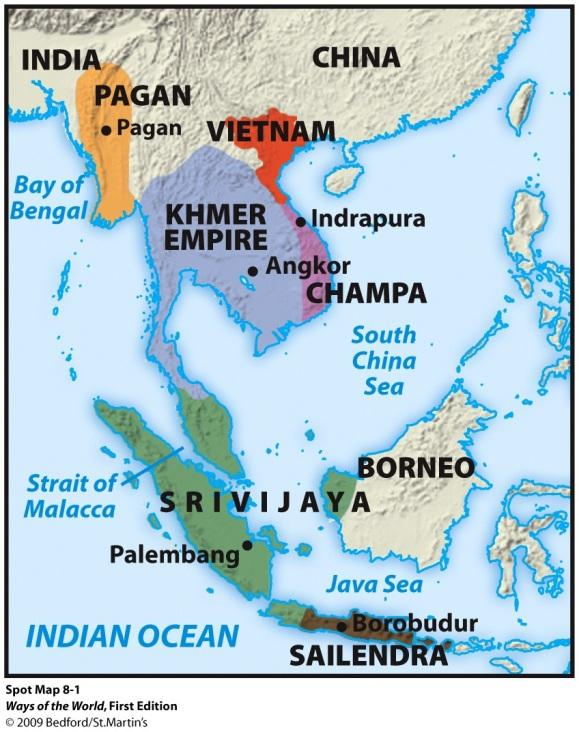 INDIA
CHINA
PAGAN
Pagan
VIETNAM
Bay of
Bengal
KHMER
EMPIRE
Indrapura
Angkor
CHAMPA
South
China
Sea
BORNEO
Strait of
Malacca
SRIVIJAYA
Palembang
Java Sea
INDIAN OCEAN
Borobudur
SAILENDRA
Spot Map 8-1
Ways of the World, First Edition
© 2009 Bedford/St.Martin's